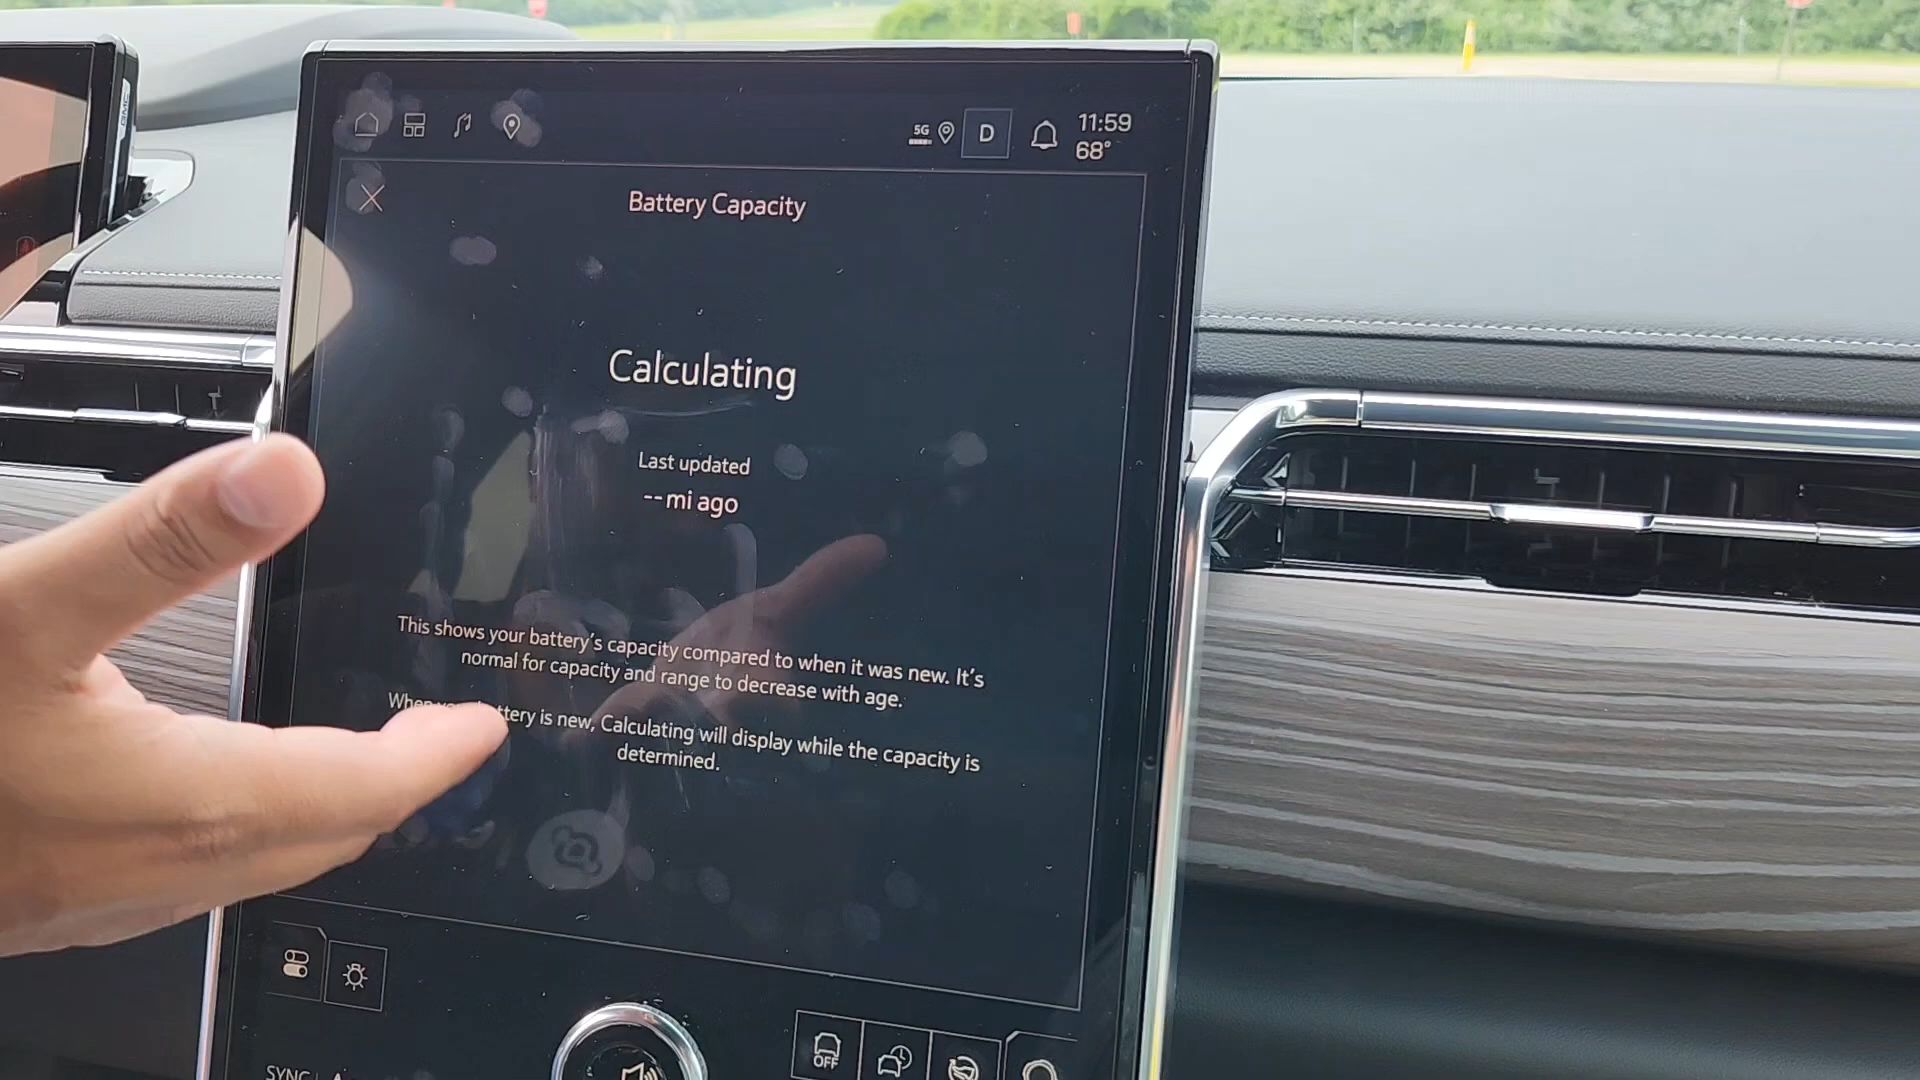 GMC
5G D 11:59
68°
Battery Capacity
Calculating
Last updated
--mi ago
This shows your battery's capacity compared to when it was new. It's
normal for capacity and range to decrease with age.
When battery is new, Calculating will display while the capacity is
determined.
OFF
SYNC